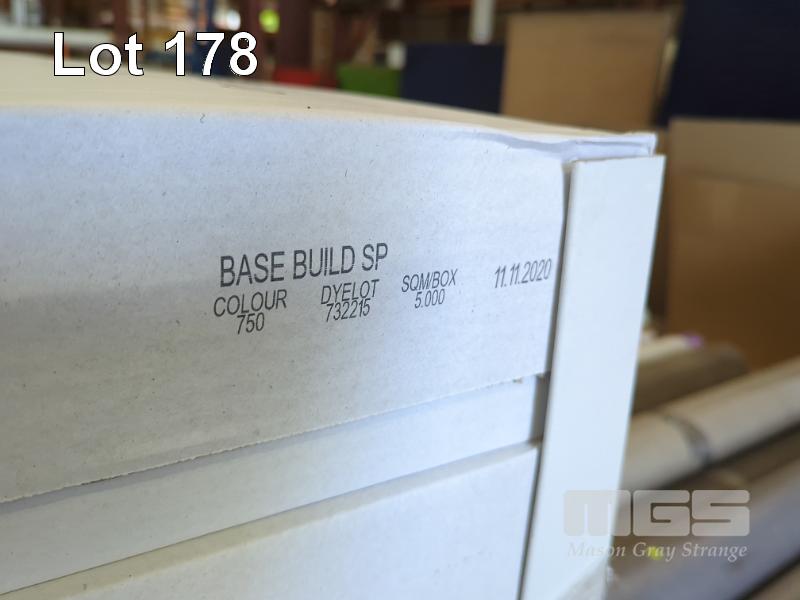 Lot 178
BASE BUILD SP
COLOUR DYELOT SQM/BOX 11.11.2020
750 732215 5.000
MGS
Mason Gray Strange